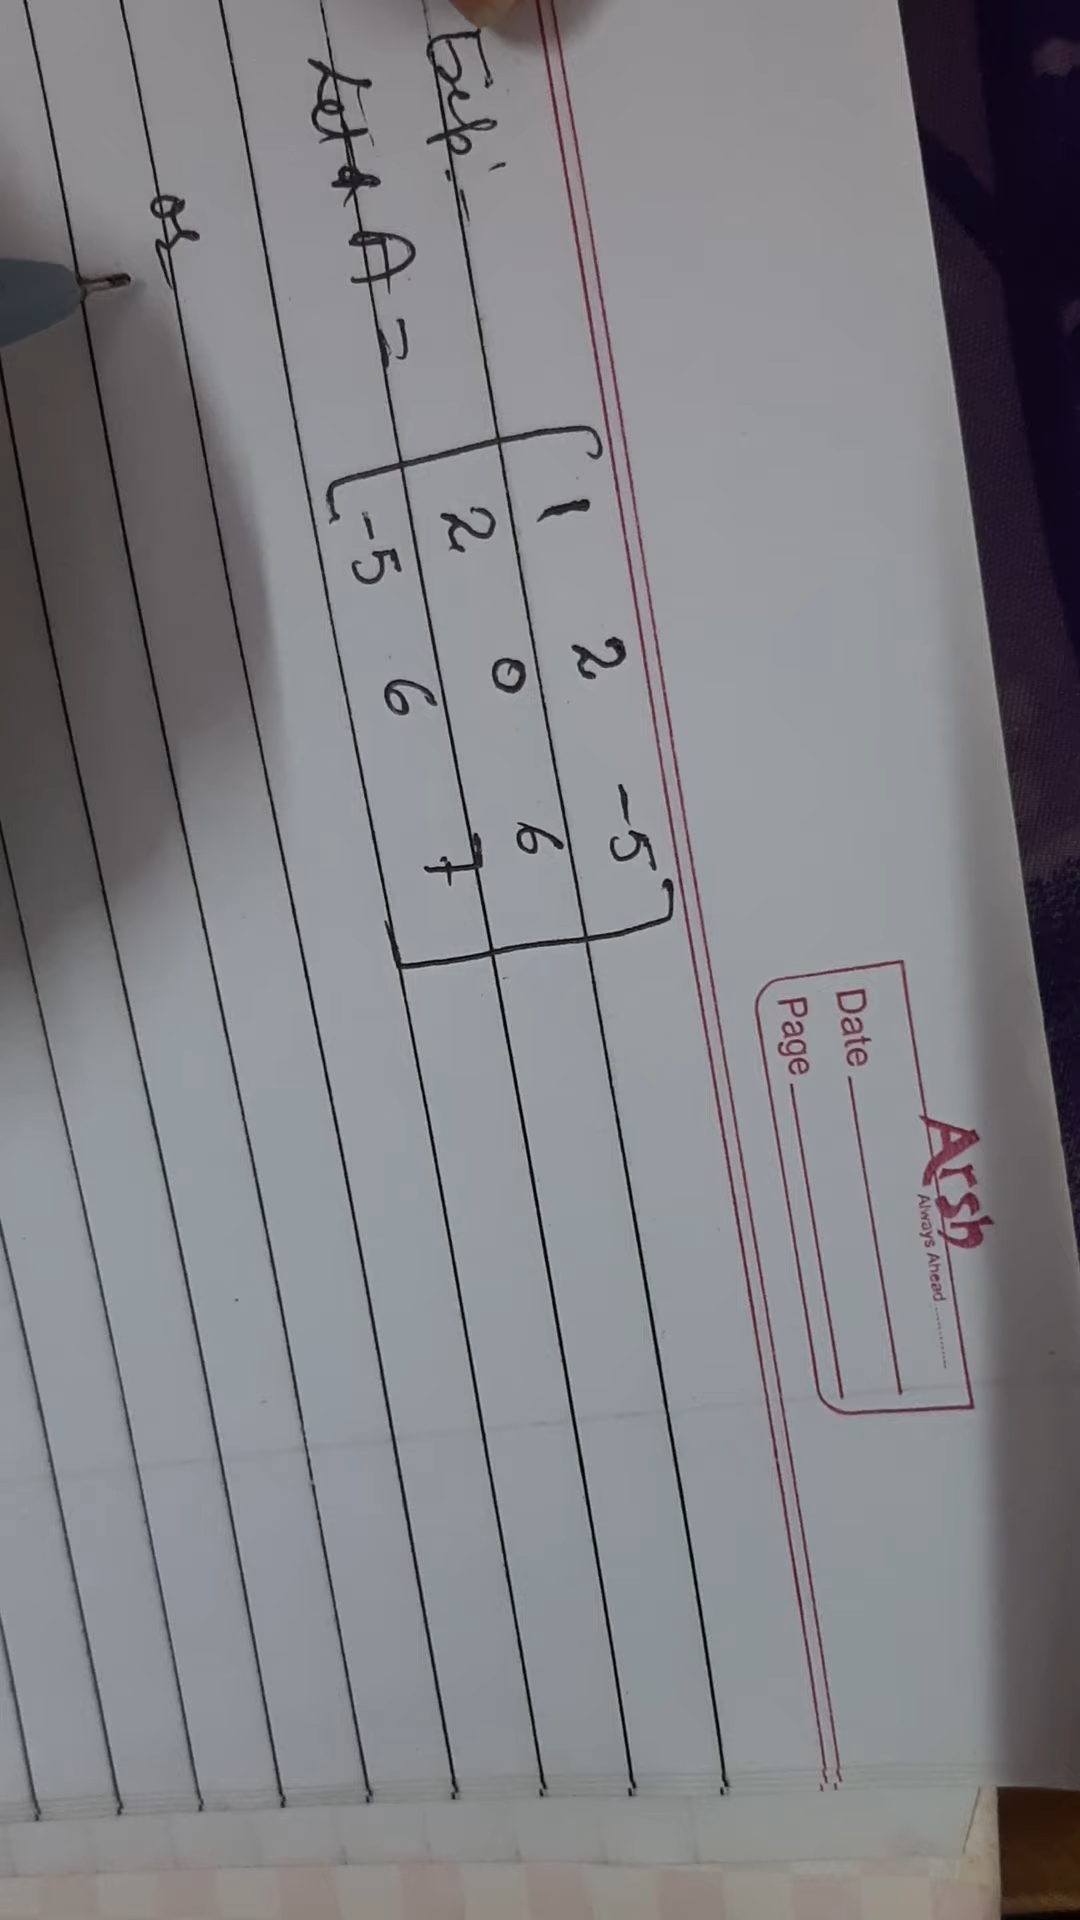 Arsh
Always Ahead ............
Date
Page
Exp:-
Let A =
1 2 -5
2 0 6
-5 6 7
or